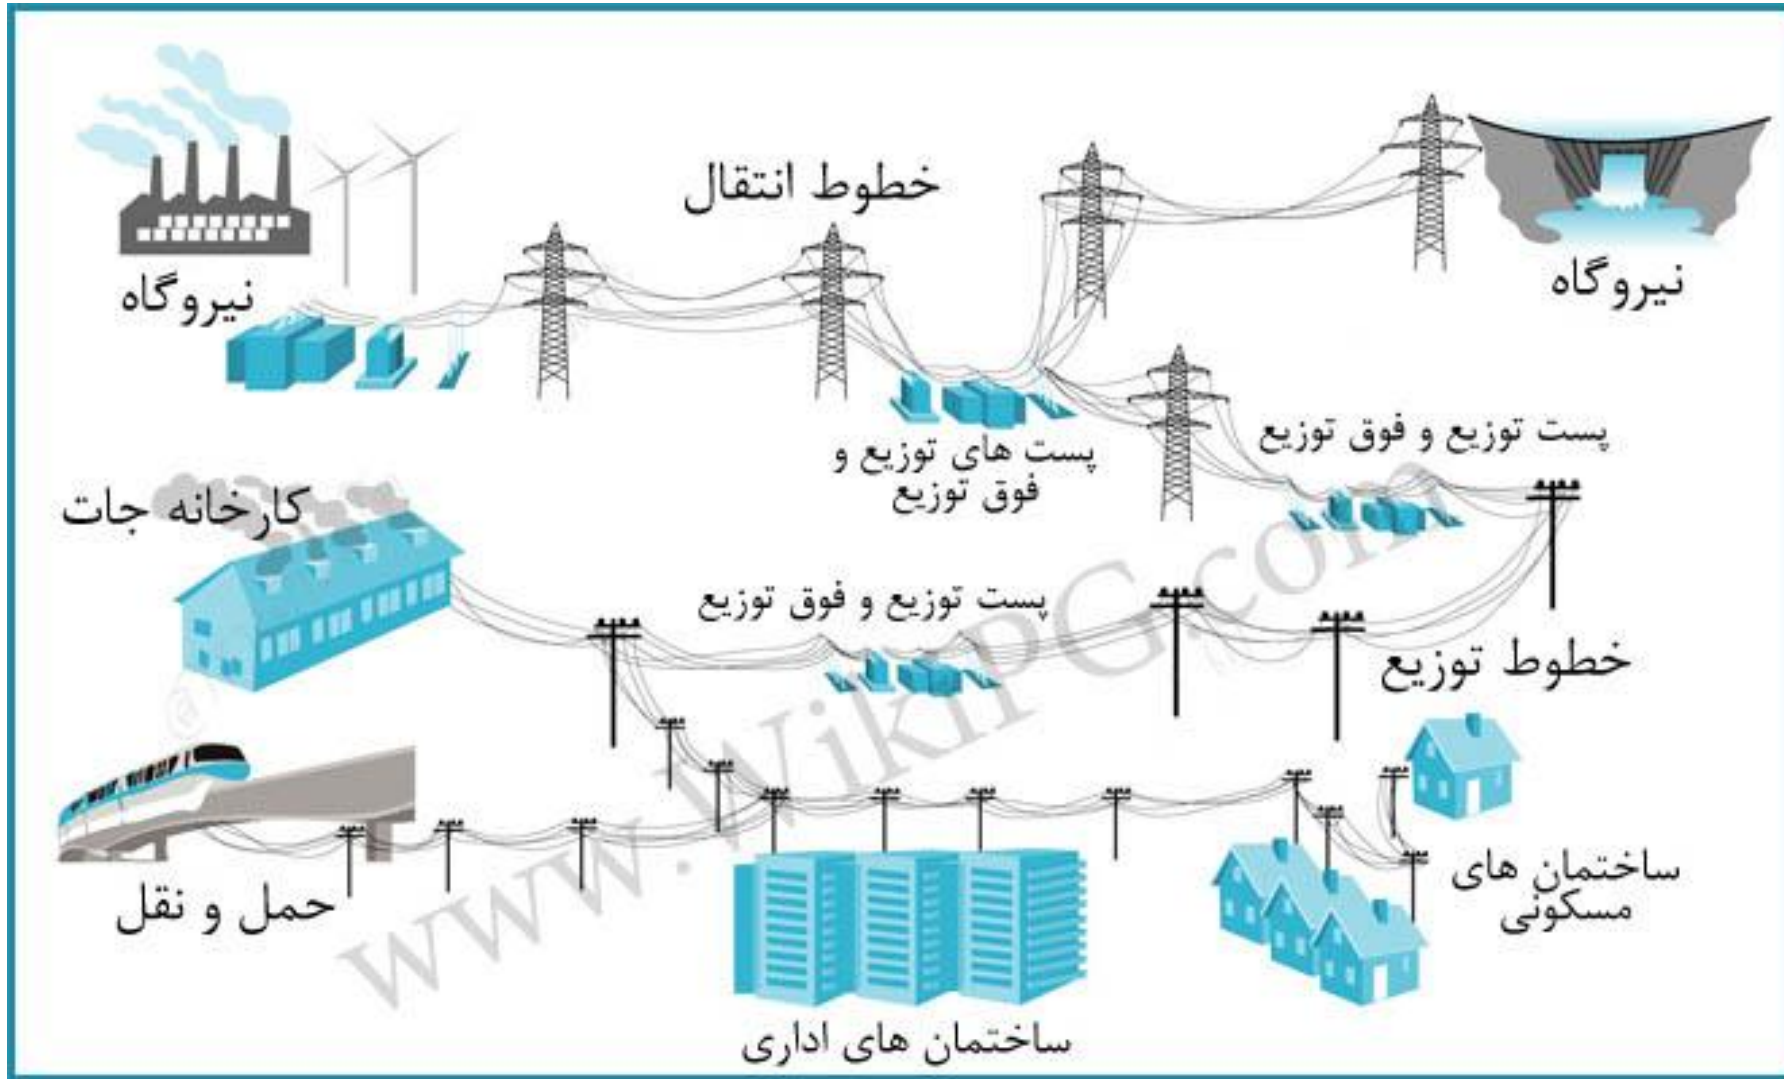 خطوط انتقال
نیروگاه
نیروگاه
پست توزیع و فوق توزیع
پست های توزیع و
فوق توزیع
کارخانه جات
پست توزیع و فوق توزیع
خطوط توزیع
ساختمان های
مسکونی
حمل و نقل
ساختمان های اداری
www.WikiPG.com